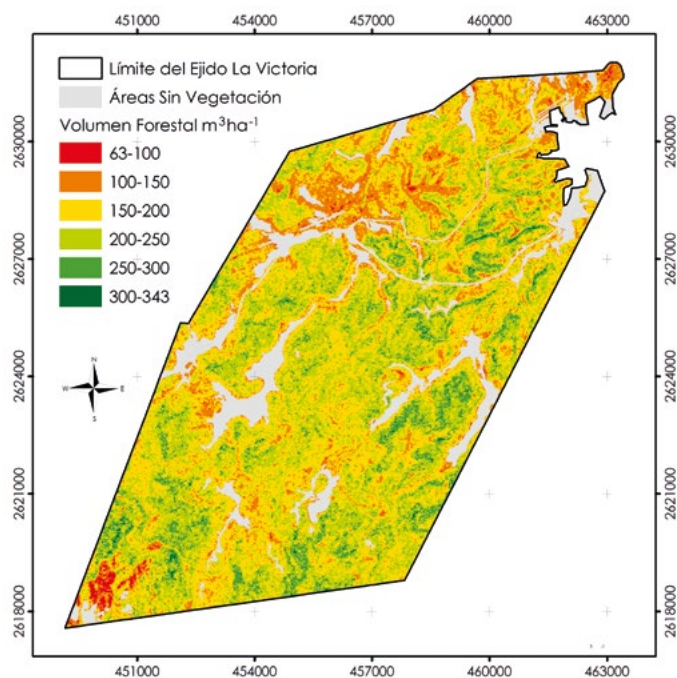 451000 454000 457000 460000 463000
Límite del Ejido La Victoria
Áreas Sin Vegetación
Volumen Forestal m³ha⁻¹
63-100
100-150
150-200
200-250
250-300
300-343
N
W E
S
2630000 2630000
2627000 2627000
2624000 2624000
2621000 2621000
2618000 2618000
451000 454000 457000 460000 463000